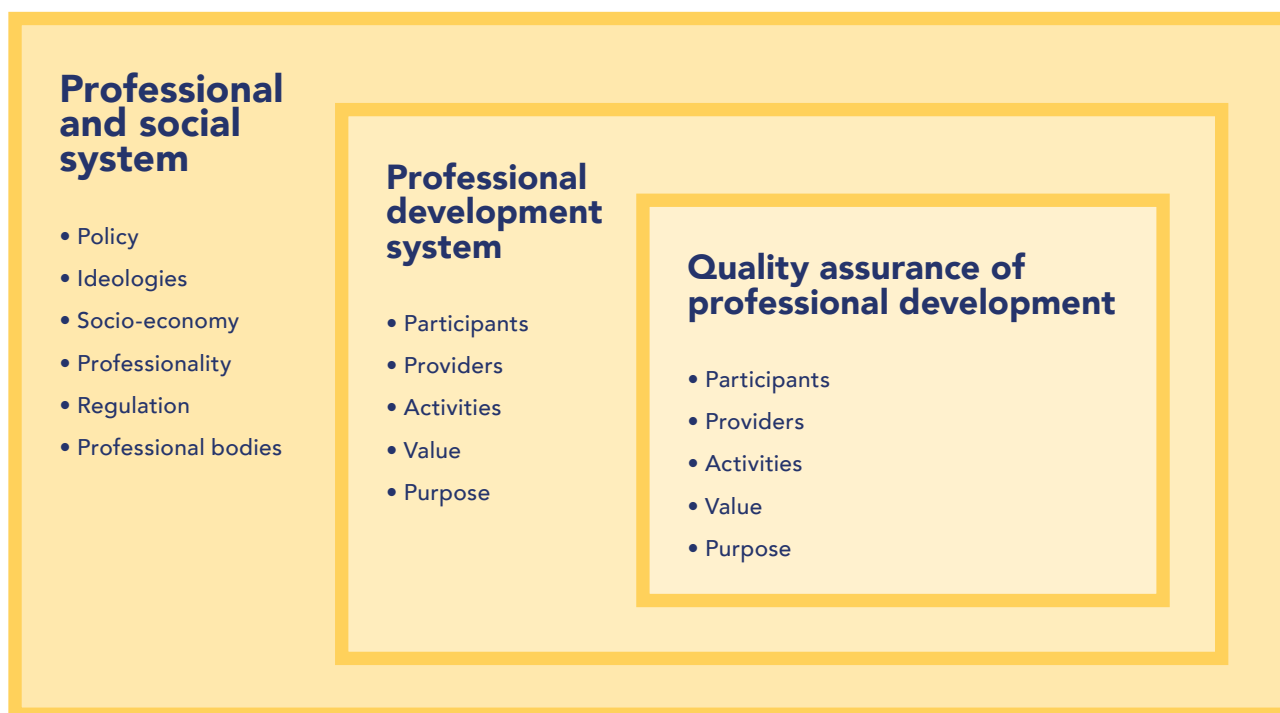 Professional
and social
system
• Policy
• Ideologies
• Socio-economy
• Professionality
• Regulation
• Professional bodies
Professional
development
system
• Participants
• Providers
• Activities
• Value
• Purpose
Quality assurance of
professional development
• Participants
• Providers
• Activities
• Value
• Purpose